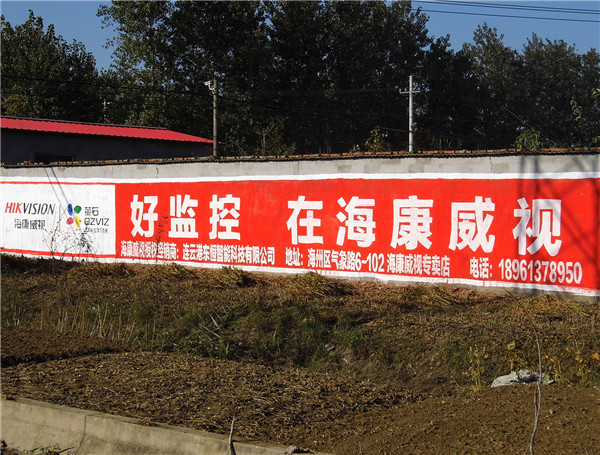 HIKVISION
海康威视
萤石
EZVIZ
好监控 在海康威视
海康威视授权经销商：连云港东恒智能科技有限公司 地址：海州区气象路6-102 海康威视专卖店 电话：18961378950